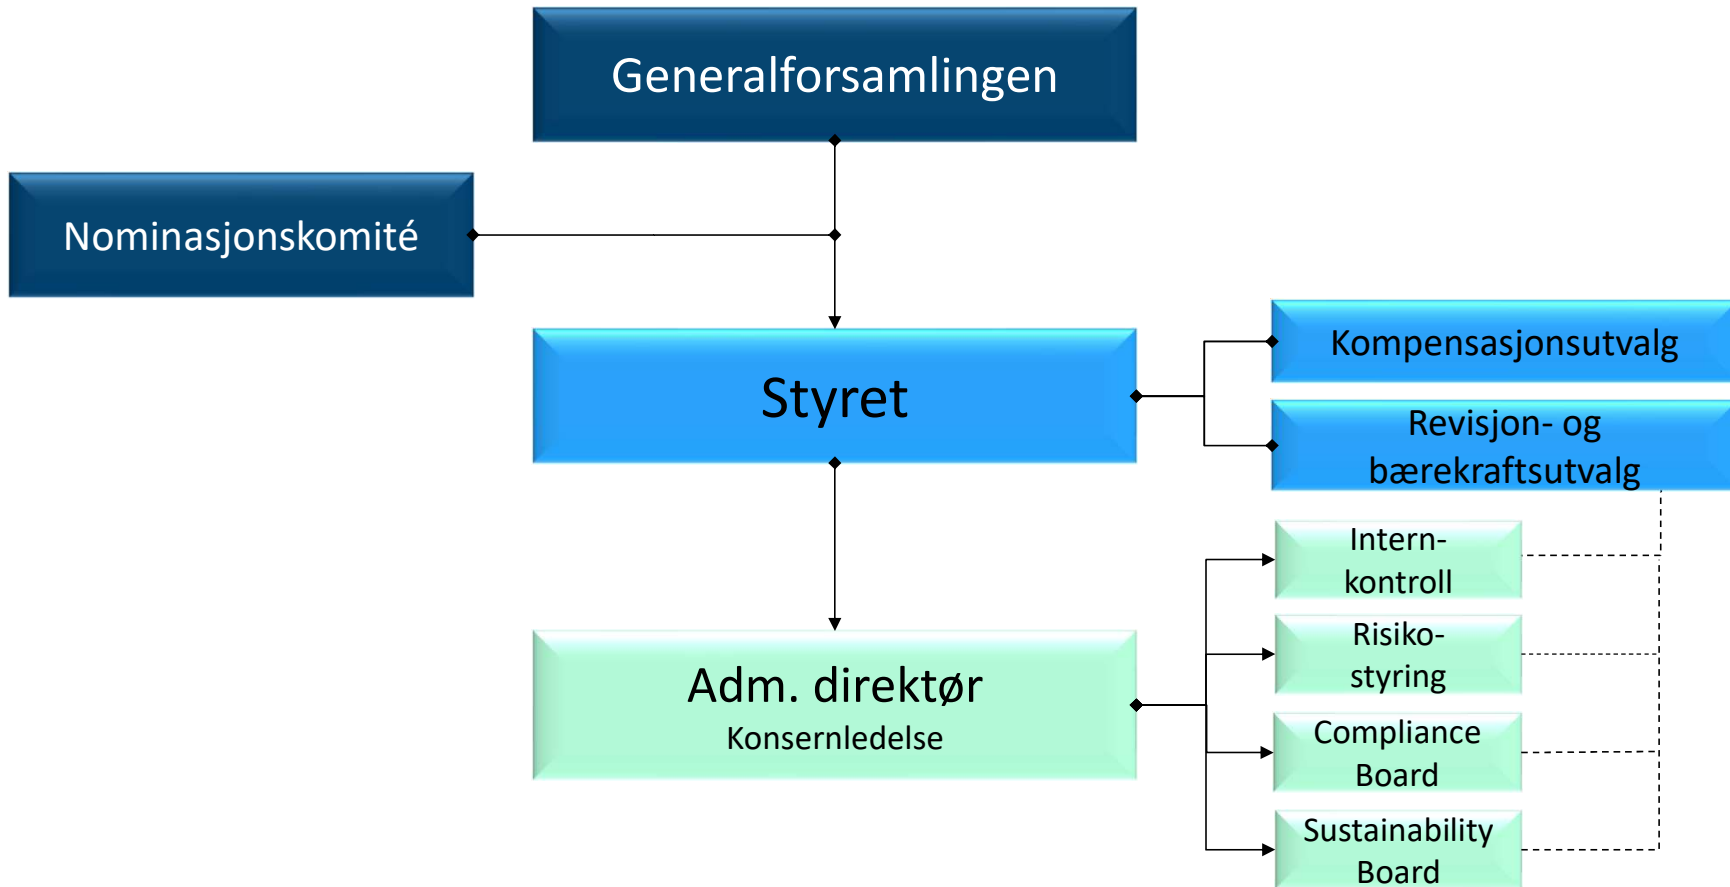 Generalforsamlingen
Nominasjonskomité
Styret
Kompensasjonsutvalg
Revisjon- og
bærekraftsutvalg
Adm. direktør
Konsernledelse
Intern-
kontroll
Risiko-
styring
Compliance
Board
Sustainability
Board